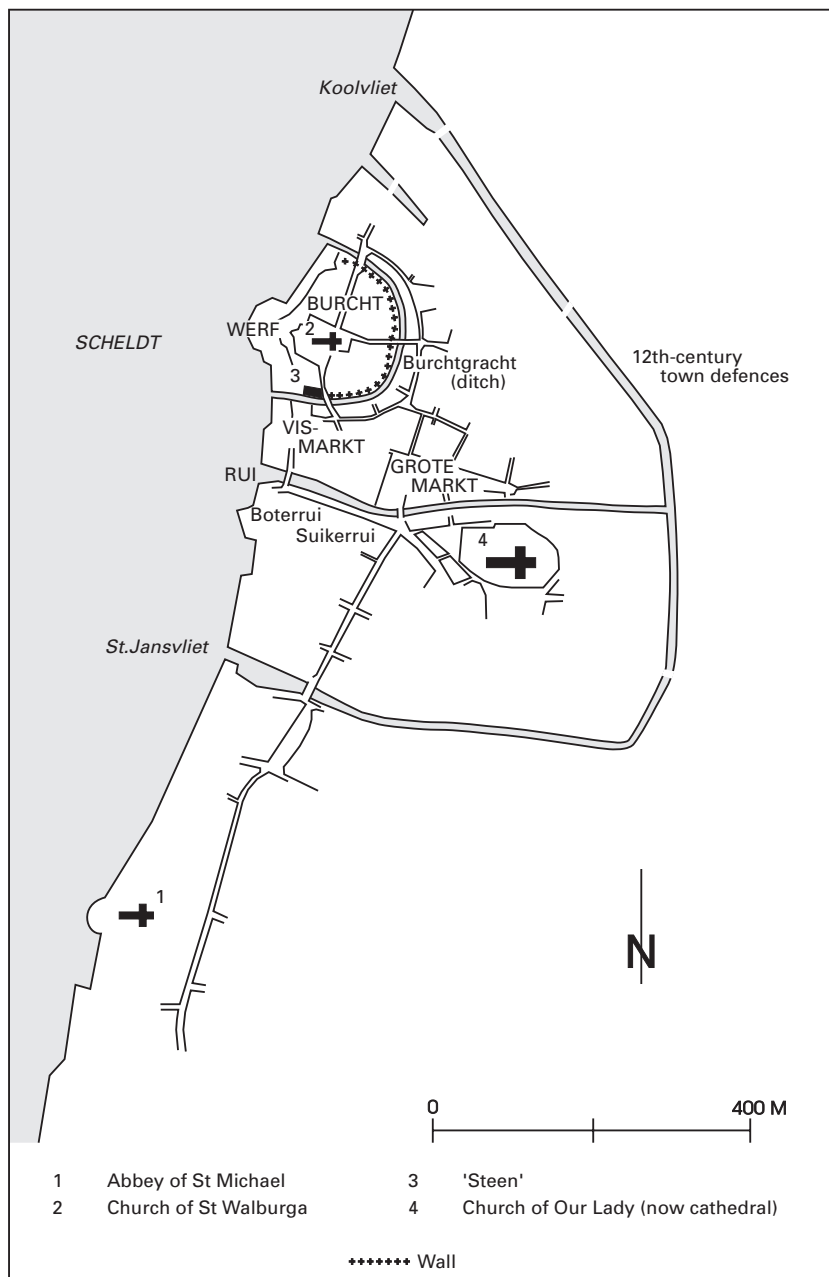 Koolvliet
BURCHT
WERF
2
SCHELDT
12th-century
town defences
Burchtgracht
(ditch)
3
VIS-
MARKT
GROTE
MARKT
RUI
Boterrui
Suikerrui
4
St.Jansvliet
1
N
0 400 M
1 Abbey of St Michael
2 Church of St Walburga
3 'Steen'
4 Church of Our Lady (now cathedral)
Wall